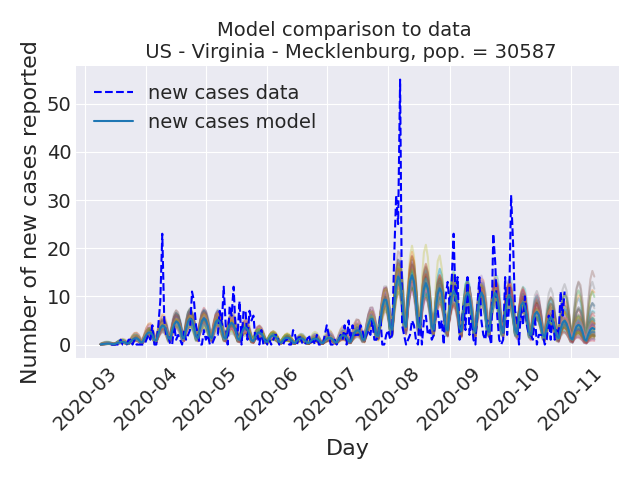 Model comparison to data
US - Virginia - Mecklenburg, pop. = 30587
Number of new cases reported
50
40
30
20
10
0
new cases data
new cases model
2020-03
2020-04
2020-05
2020-06
2020-07
2020-08
2020-09
2020-10
2020-11
Day